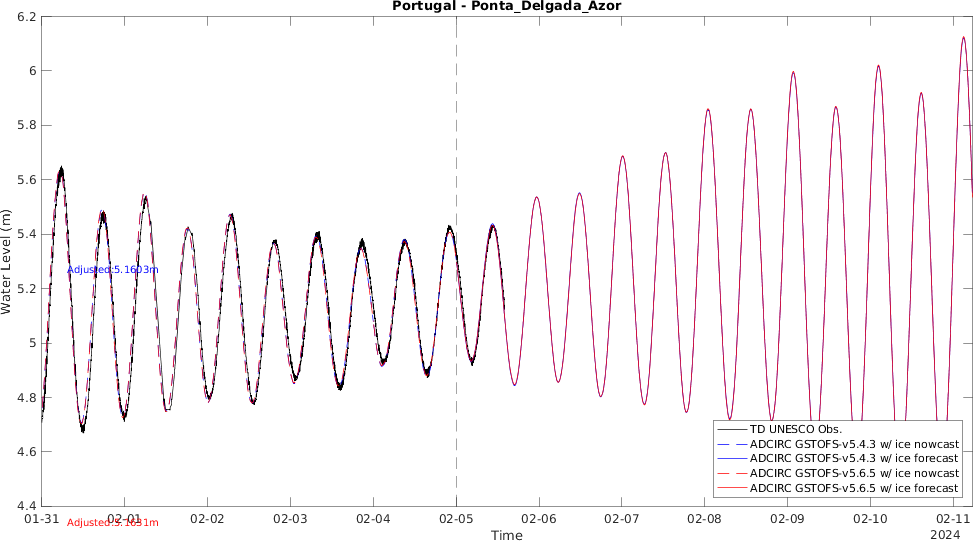 Portugal - Ponta_Delgada_Azor
6.2
6
5.8
5.6
5.4
5.2
5
4.8
4.6
4.4
Water Level (m)
Adjusted:5.1603m
Adjusted:5.1631m
TD UNESCO Obs.
ADCIRC GSTOFS-v5.4.3 w/ ice nowcast
ADCIRC GSTOFS-v5.4.3 w/ ice forecast
ADCIRC GSTOFS-v5.6.5 w/ ice nowcast
ADCIRC GSTOFS-v5.6.5 w/ ice forecast
01-31 02-01 02-02 02-03 02-04 02-05 02-06 02-07 02-08 02-09 02-10 02-11
Time
2024